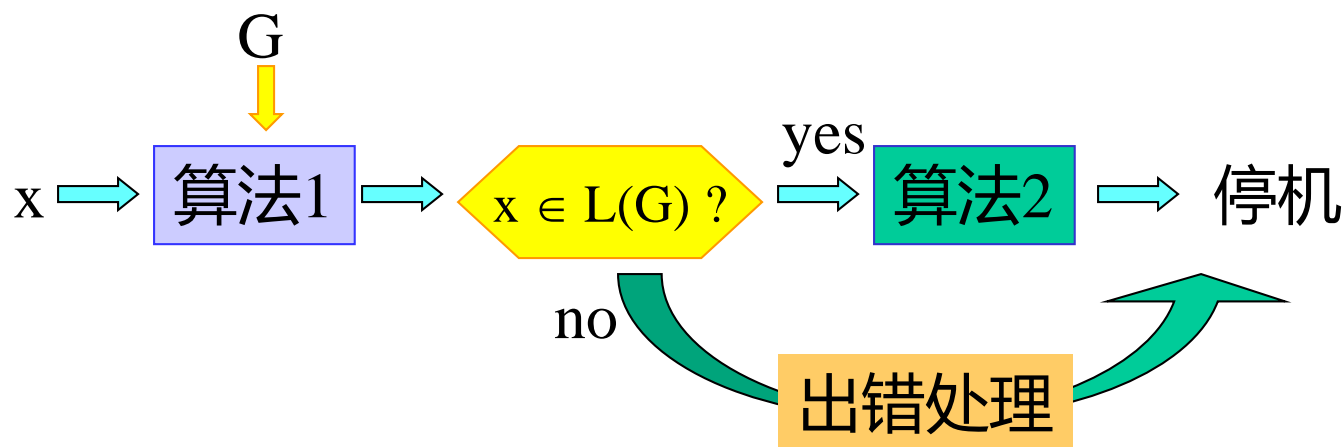 G
x
算法1
x ∈ L(G) ?
yes
算法2
停机
no
出错处理